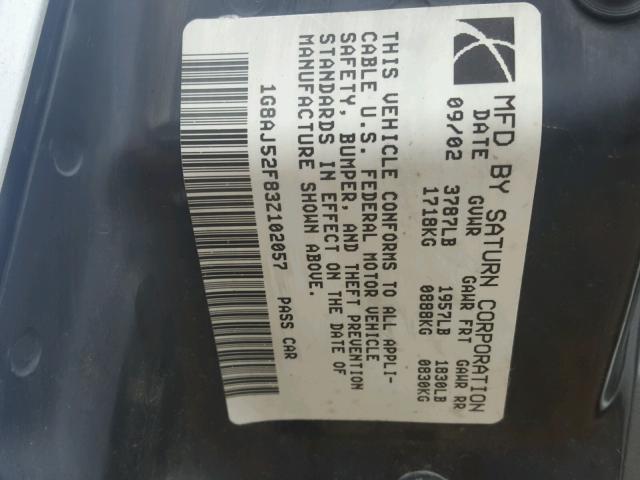 MFD BY SATURN CORPORATION
DATE GVWR GAWR FRT GAWR RR
09/02 3787LB 1957LB 1830LB
1718KG 0888KG 0830KG
THIS VEHICLE CONFORMS TO ALL APPLI-
CABLE U.S. FEDERAL MOTOR VEHICLE
SAFETY, BUMPER, AND THEFT PREVENTION
STANDARDS IN EFFECT ON THE DATE OF
MANUFACTURE SHOWN ABOVE.
1G8AJ52F83Z102057 PASS CAR